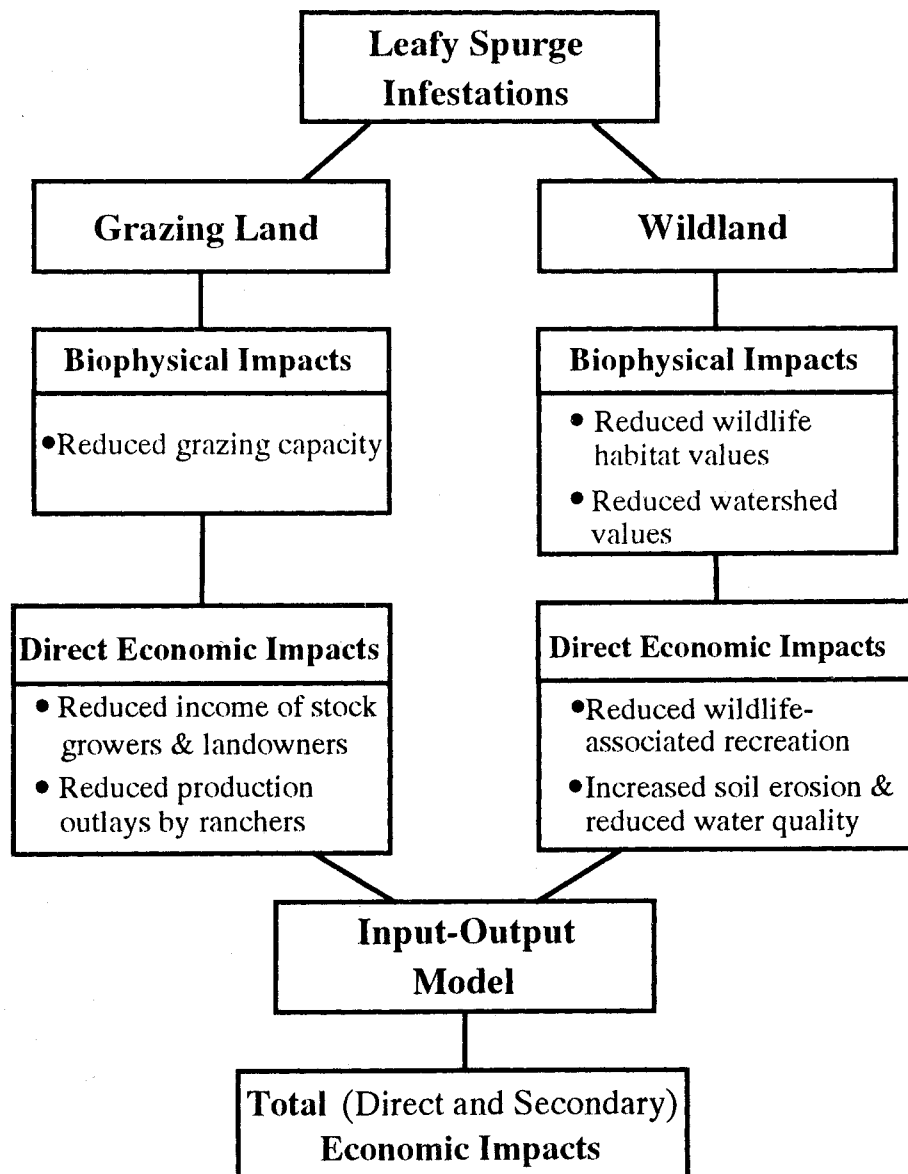 Leafy Spurge
Infestations
Grazing Land
Wildland
Biophysical Impacts
•Reduced grazing capacity
Biophysical Impacts
• Reduced wildlife
habitat values
• Reduced watershed
values
Direct Economic Impacts
• Reduced income of stock
growers & landowners
• Reduced production
outlays by ranchers
Direct Economic Impacts
•Reduced wildlife-
associated recreation
•Increased soil erosion &
reduced water quality
Input-Output
Model
Total (Direct and Secondary)
Economic Impacts